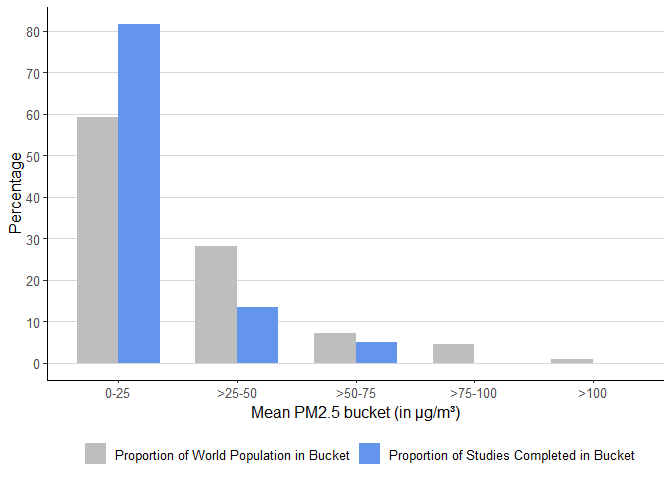 Percentage
80
70
60
50
40
30
20
10
0
0-25 >25-50 >50-75 >75-100 >100
Mean PM2.5 bucket (in µg/m³)
Proportion of World Population in Bucket Proportion of Studies Completed in Bucket